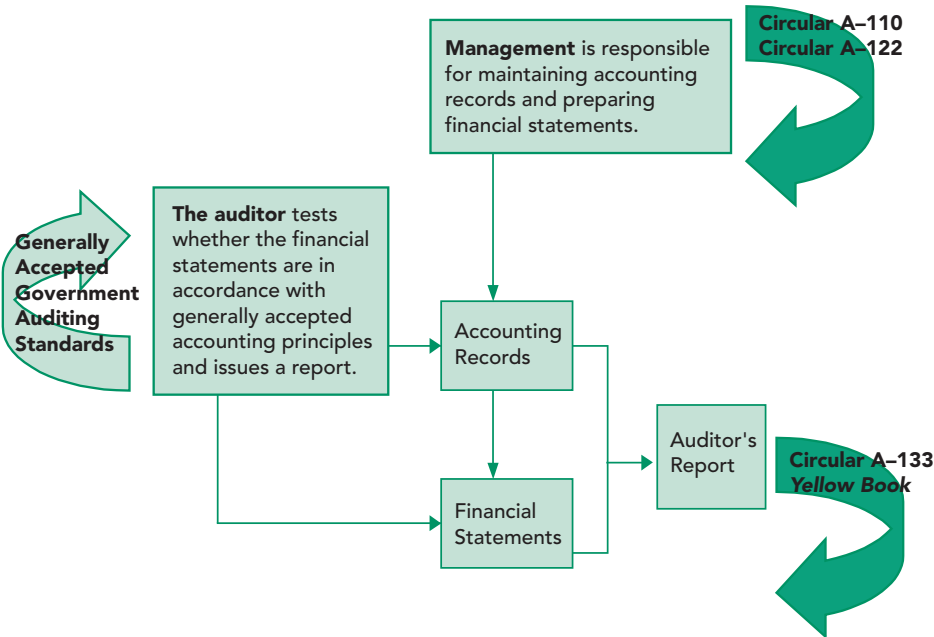 Management is responsible
for maintaining accounting
records and preparing
financial statements.
Circular A–110
Circular A–122
Generally
Accepted
Government
Auditing
Standards
The auditor tests
whether the financial
statements are in
accordance with
generally accepted
accounting principles
and issues a report.
Accounting
Records
Financial
Statements
Auditor's
Report
Circular A–133
Yellow Book